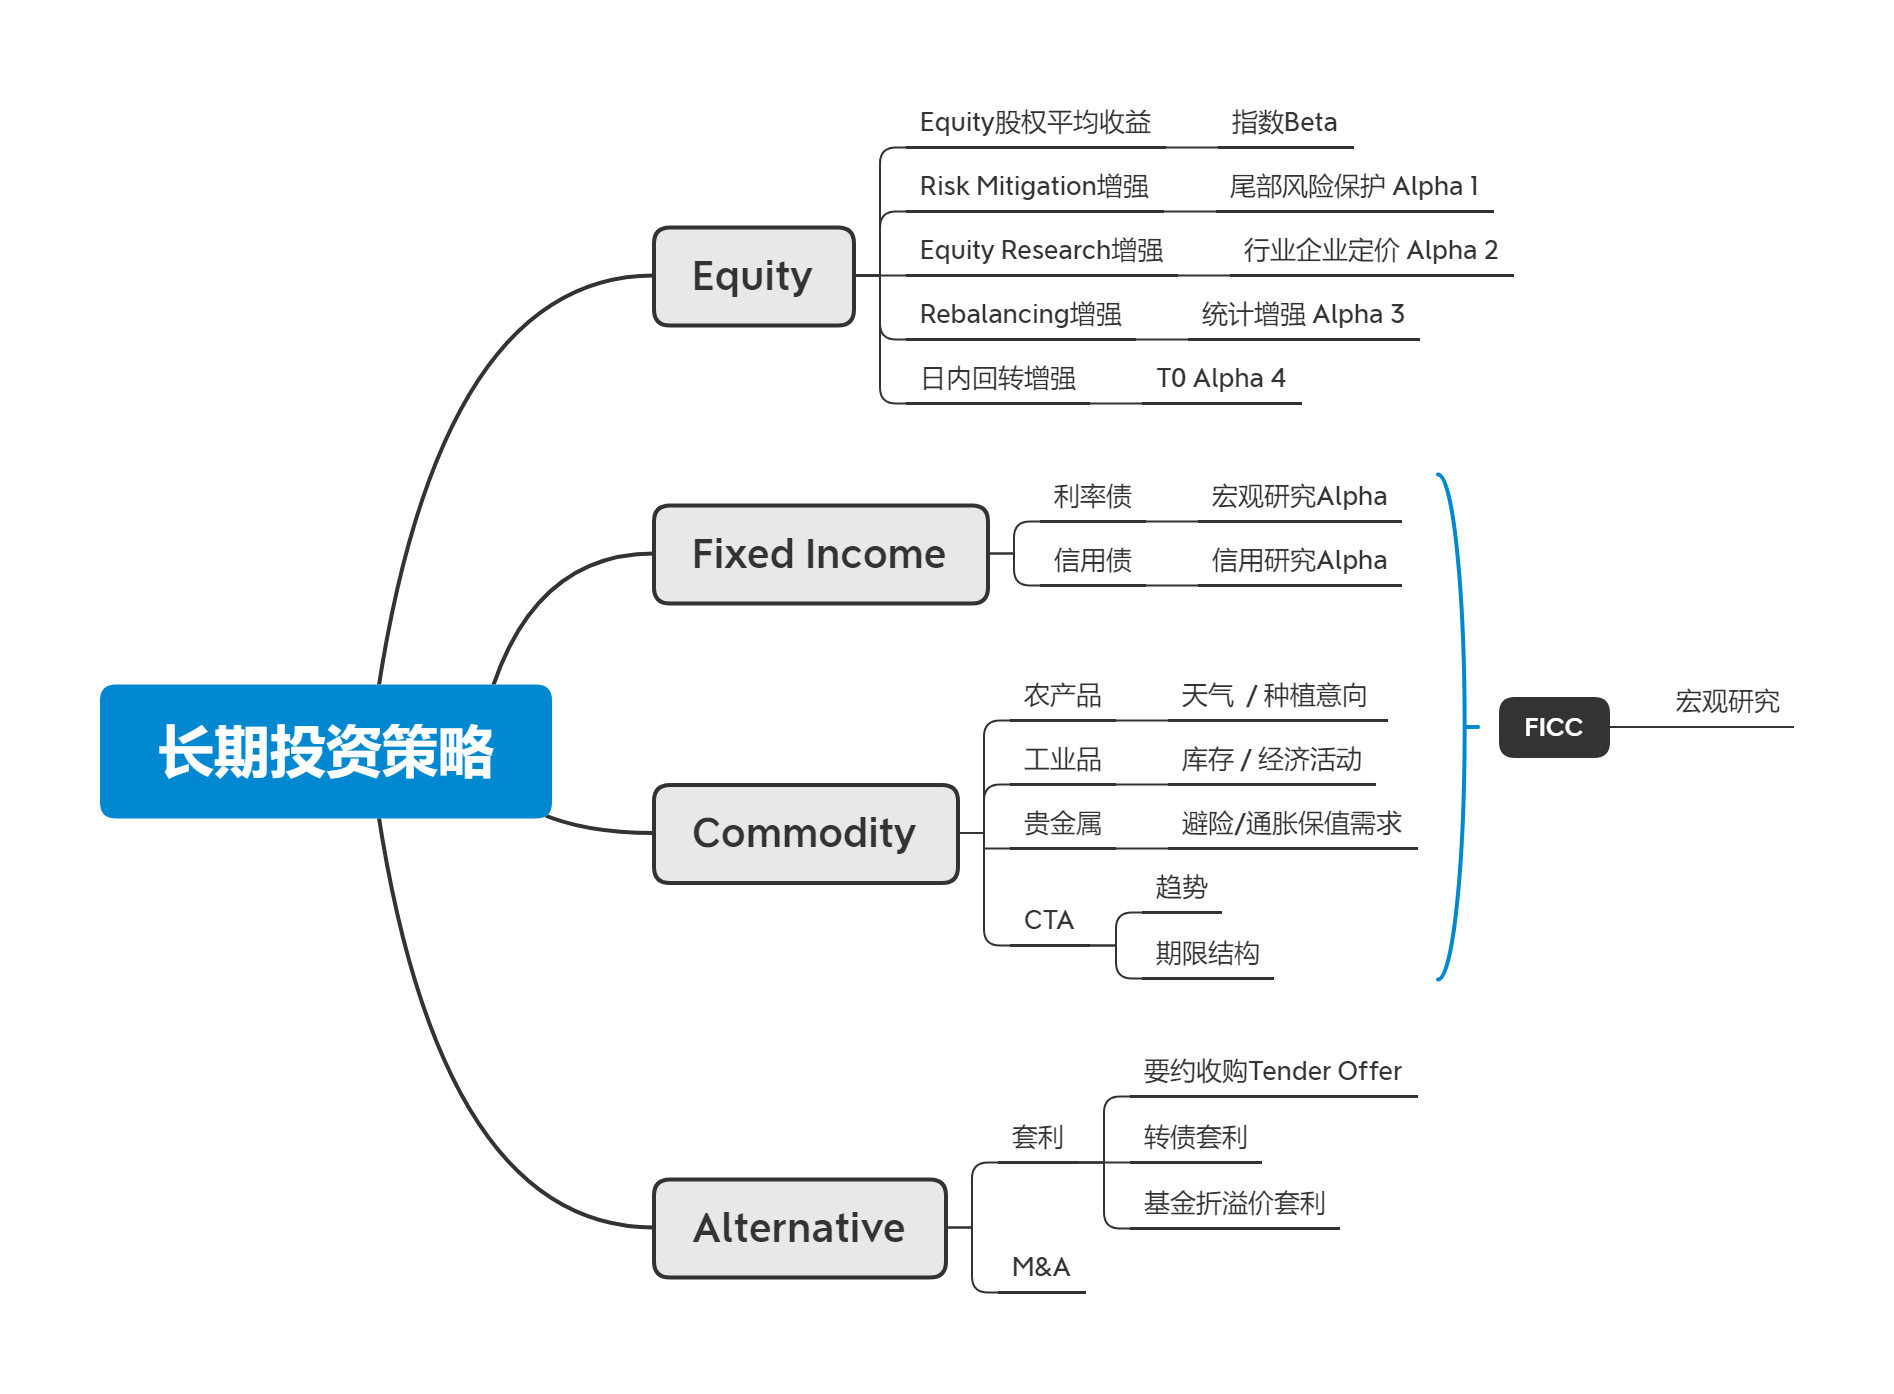 长期投资策略
Equity
Equity股权平均收益
指数Beta
Risk Mitigation增强
尾部风险保护 Alpha 1
Equity Research增强
行业企业定价 Alpha 2
Rebalancing增强
统计增强 Alpha 3
日内回转增强
T0 Alpha 4
Fixed Income
利率债
宏观研究Alpha
信用债
信用研究Alpha
Commodity
农产品
天气 / 种植意向
工业品
库存 / 经济活动
贵金属
避险/通胀保值需求
CTA
趋势
期限结构
FICC
宏观研究
Alternative
套利
要约收购Tender Offer
转债套利
基金折溢价套利
M&A